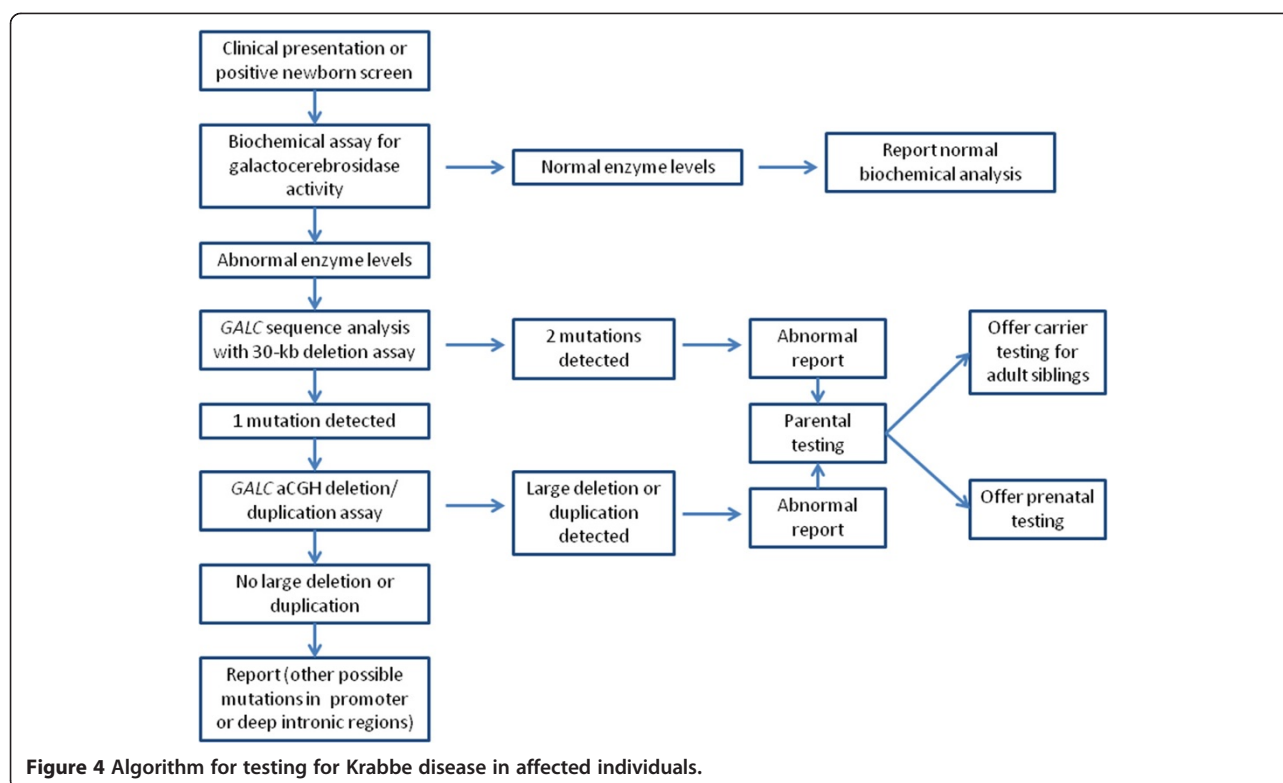 Clinical presentation or
positive newborn screen
Biochemical assay for
galactocerebrosidase
activity
Normal enzyme levels
Report normal
biochemical analysis
Abnormal enzyme levels
GALC sequence analysis
with 30-kb deletion assay
2 mutations
detected
Abnormal
report
Offer carrier
testing for
adult siblings
1 mutation detected
Parental
testing
GALC aCGH deletion/
duplication assay
Large deletion or
duplication
detected
Abnormal
report
Offer prenatal
testing
No large deletion or
duplication
Report (other possible
mutations in promoter
or deep intronic regions)
Figure 4 Algorithm for testing for Krabbe disease in affected individuals.